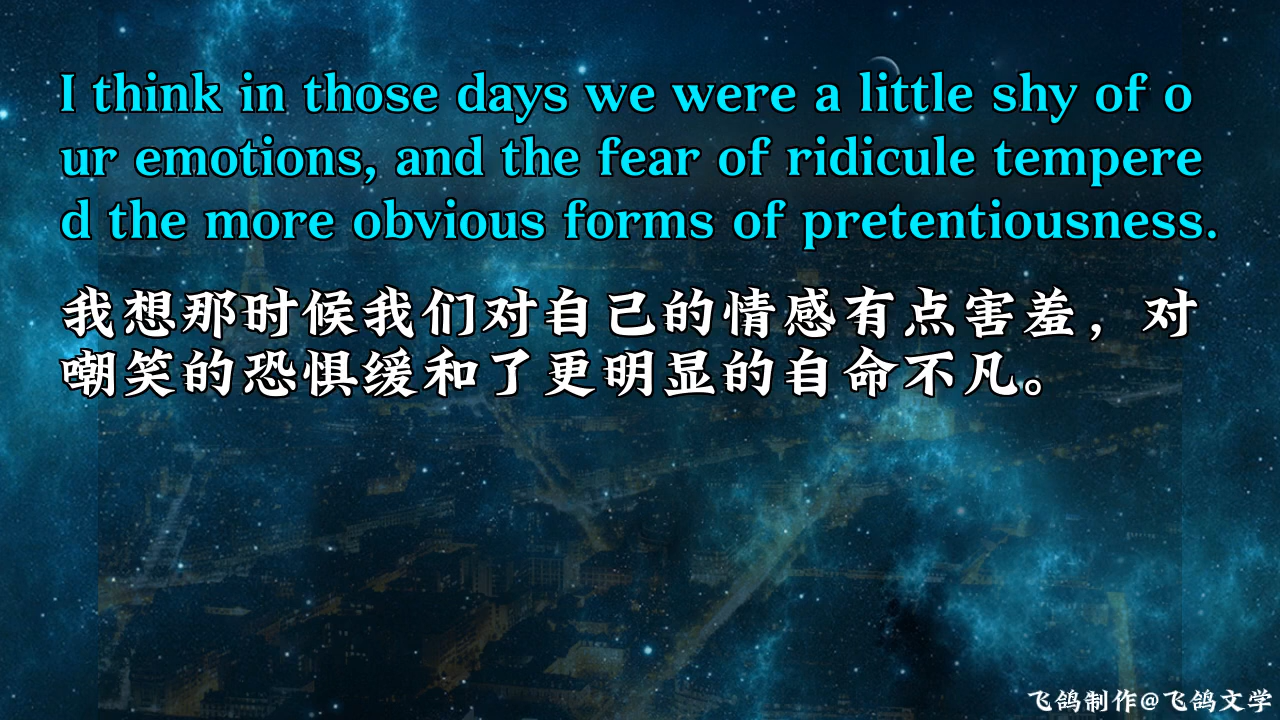 I think in those days we were a little shy of o
ur emotions, and the fear of ridicule tempere
d the more obvious forms of pretentiousness.
我想那时候我们对自己的情感有点害羞，对
嘲笑的恐惧缓和了更明显的自命不凡。
飞鸽制作@飞鸽文学